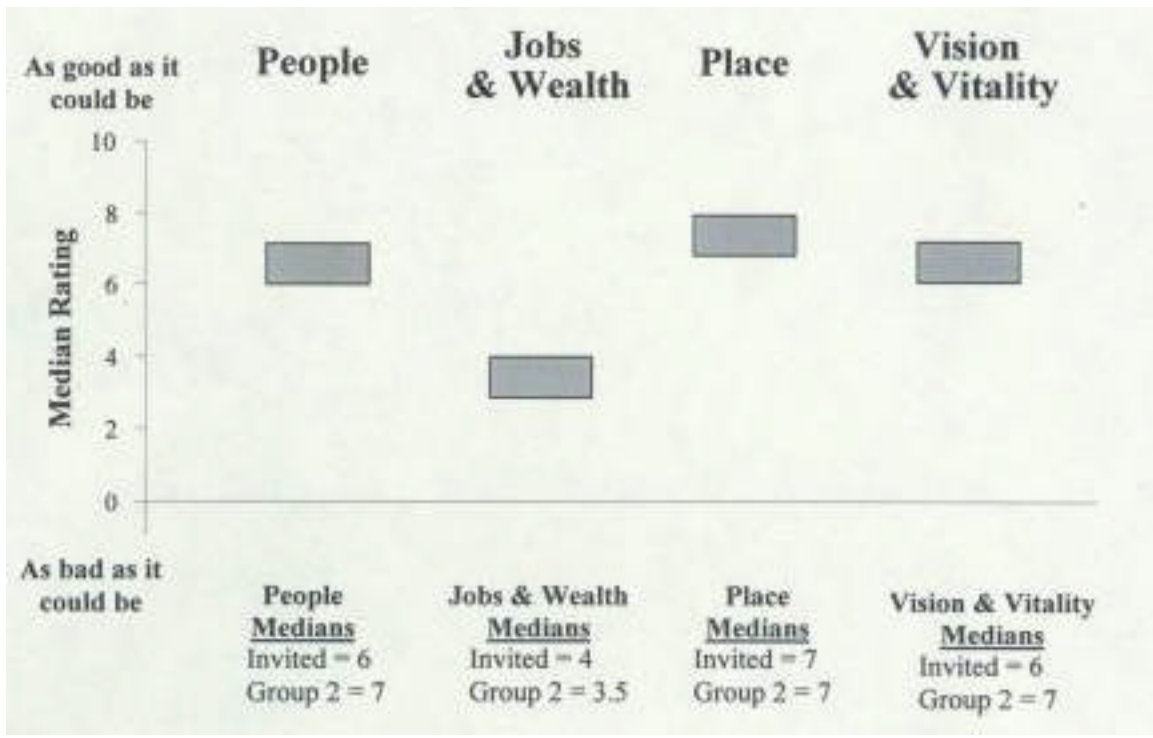 As good as it
could be
People
Jobs
& Wealth
Place
Vision
& Vitality
10
8
6
4
2
0
Median Rating
As bad as it
could be
People
Medians
Invited = 6
Group 2 = 7
Jobs & Wealth
Medians
Invited = 4
Group 2 = 3.5
Place
Medians
Invited = 7
Group 2 = 7
Vision & Vitality
Medians
Invited = 6
Group 2 = 7